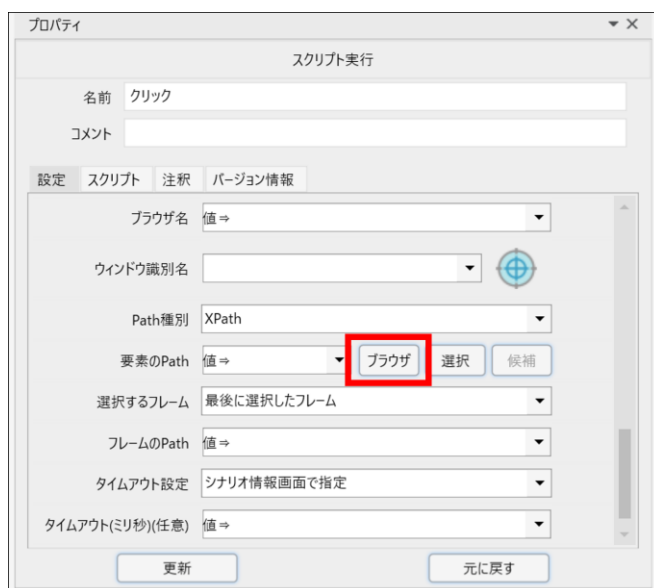 プロパティ
スクリプト実行
名前 クリック
コメント
設定 スクリプト 注釈 バージョン情報
ブラウザ名 値⇒
ウィンドウ識別名
Path種別 XPath
要素のPath 値⇒ ブラウザ 選択 候補
選択するフレーム 最後に選択したフレーム
フレームのPath 値⇒
タイムアウト設定 シナリオ情報画面で指定
タイムアウト(ミリ秒)(任意) 値⇒
更新 元に戻す